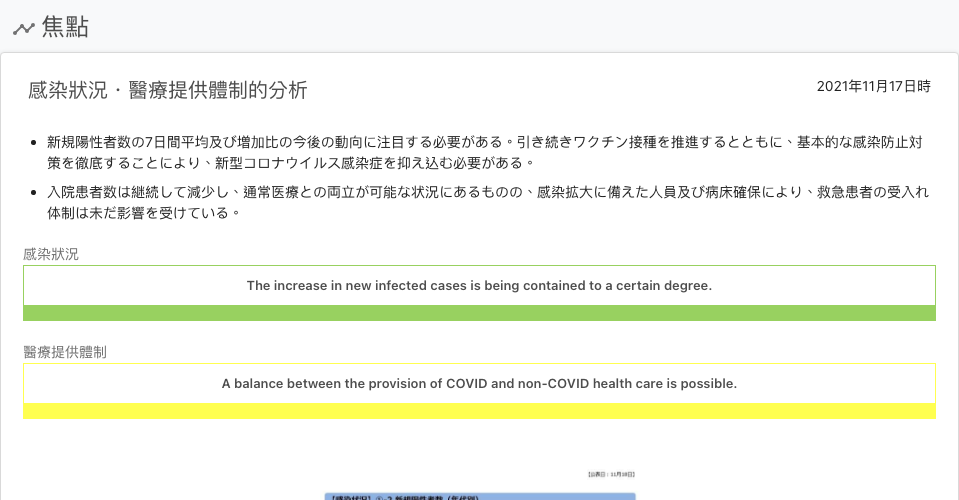 焦點
感染狀況・醫療提供體制的分析
2021年11月17日時
新規陽性者数の7日間平均及び増加比の今後の動向に注目する必要がある。引き続きワクチン接種を推進するとともに、基本的な感染防止対
策を徹底することにより、新型コロナウイルス感染症を抑え込む必要がある。
入院患者数は継続して減少し、通常医療との両立が可能な状況にあるものの、感染拡大に備えた人員及び病床確保により、救急患者の受入れ
体制は未だ影響を受けている。
感染狀況
The increase in new infected cases is being contained to a certain degree.
醫療提供體制
A balance between the provision of COVID and non-COVID health care is possible.